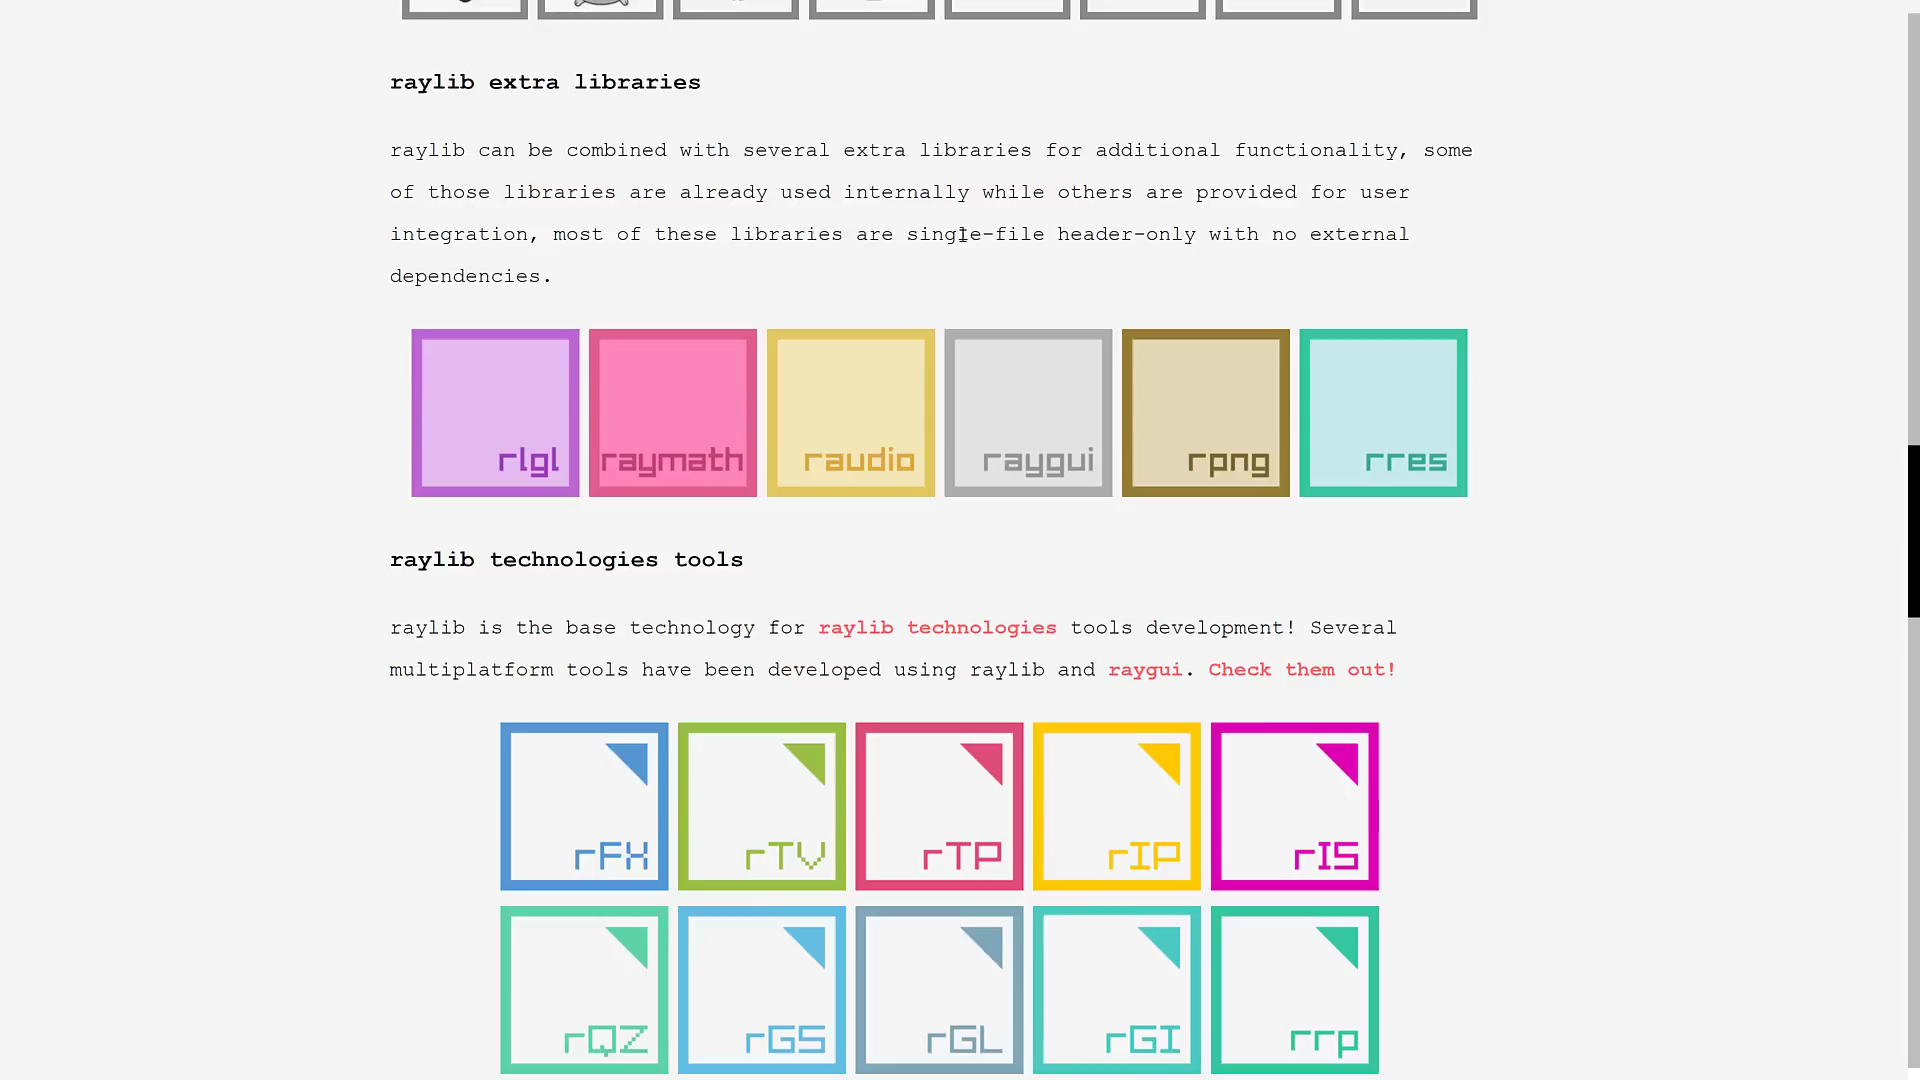 raylib extra libraries
raylib can be combined with several extra libraries for additional functionality, some
of those libraries are already used internally while others are provided for user
integration, most of these libraries are single-file header-only with no external
dependencies.
rlgl raymath raudio raygui rpng rres
raylib technologies tools
raylib is the base technology for raylib technologies tools development! Several
multiplatform tools have been developed using raylib and raygui. Check them out!
rFX rTV rTP rIP rIS
rQZ rGS rGL rGI rrp